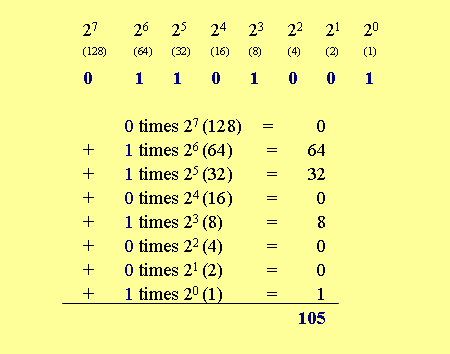 2⁷ 2⁶ 2⁵ 2⁴ 2³ 2² 2¹ 2⁰
(128) (64) (32) (16) (8) (4) (2) (1)
0 1 1 0 1 0 0 1
0 times 2⁷ (128) = 0
+ 1 times 2⁶ (64) = 64
+ 1 times 2⁵ (32) = 32
+ 0 times 2⁴ (16) = 0
+ 1 times 2³ (8) = 8
+ 0 times 2² (4) = 0
+ 0 times 2¹ (2) = 0
+ 1 times 2⁰ (1) = 1
105